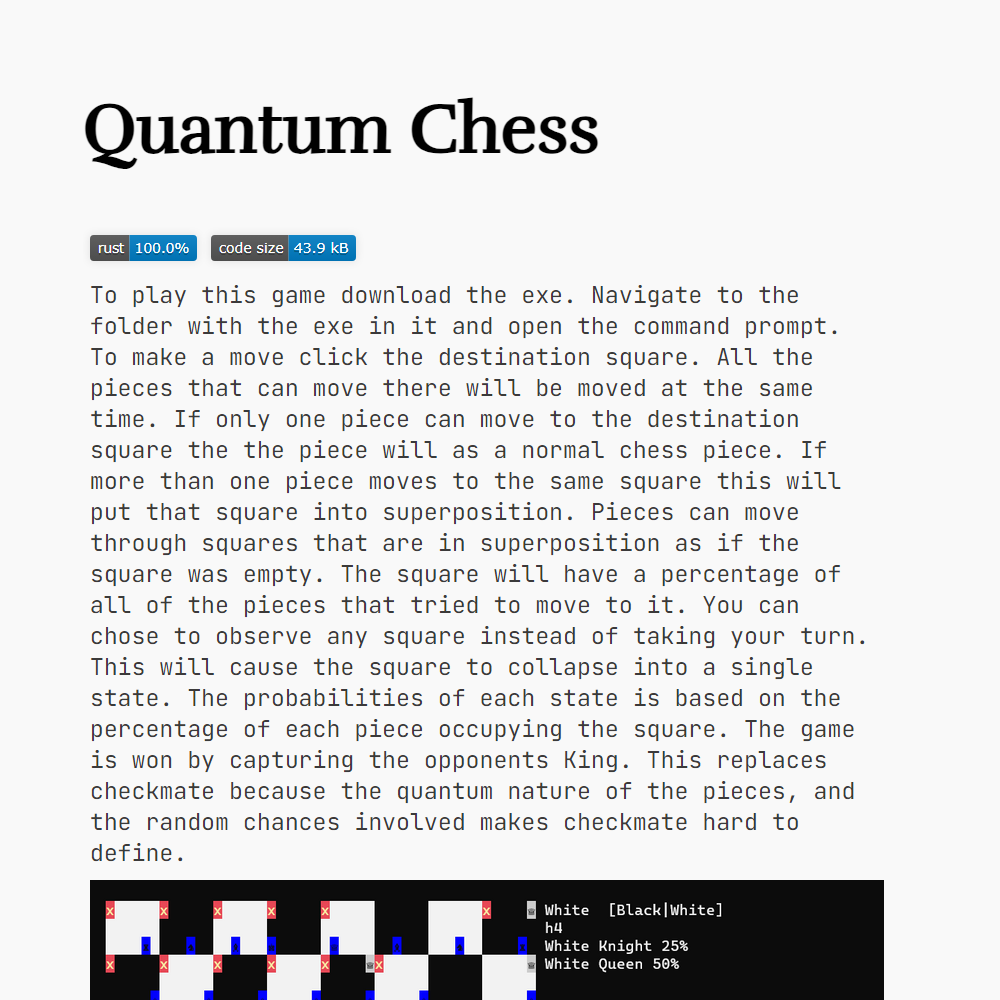 Quantum Chess
rust 100.0% code size 43.9 kB
To play this game download the exe. Navigate to the
folder with the exe in it and open the command prompt.
To make a move click the destination square. All the
pieces that can move there will be moved at the same
time. If only one piece can move to the destination
square the the piece will as a normal chess piece. If
more than one piece moves to the same square this will
put that square into superposition. Pieces can move
through squares that are in superposition as if the
square was empty. The square will have a percentage of
all of the pieces that tried to move to it. You can
chose to observe any square instead of taking your turn.
This will cause the square to collapse into a single
state. The probabilities of each state is based on the
percentage of each piece occupying the square. The game
is won by capturing the opponents King. This replaces
checkmate because the quantum nature of the pieces, and
the random chances involved makes checkmate hard to
define.
X X X X X X White [Black|White]
h4
White Knight 25%
X X X X X X White Queen 50%